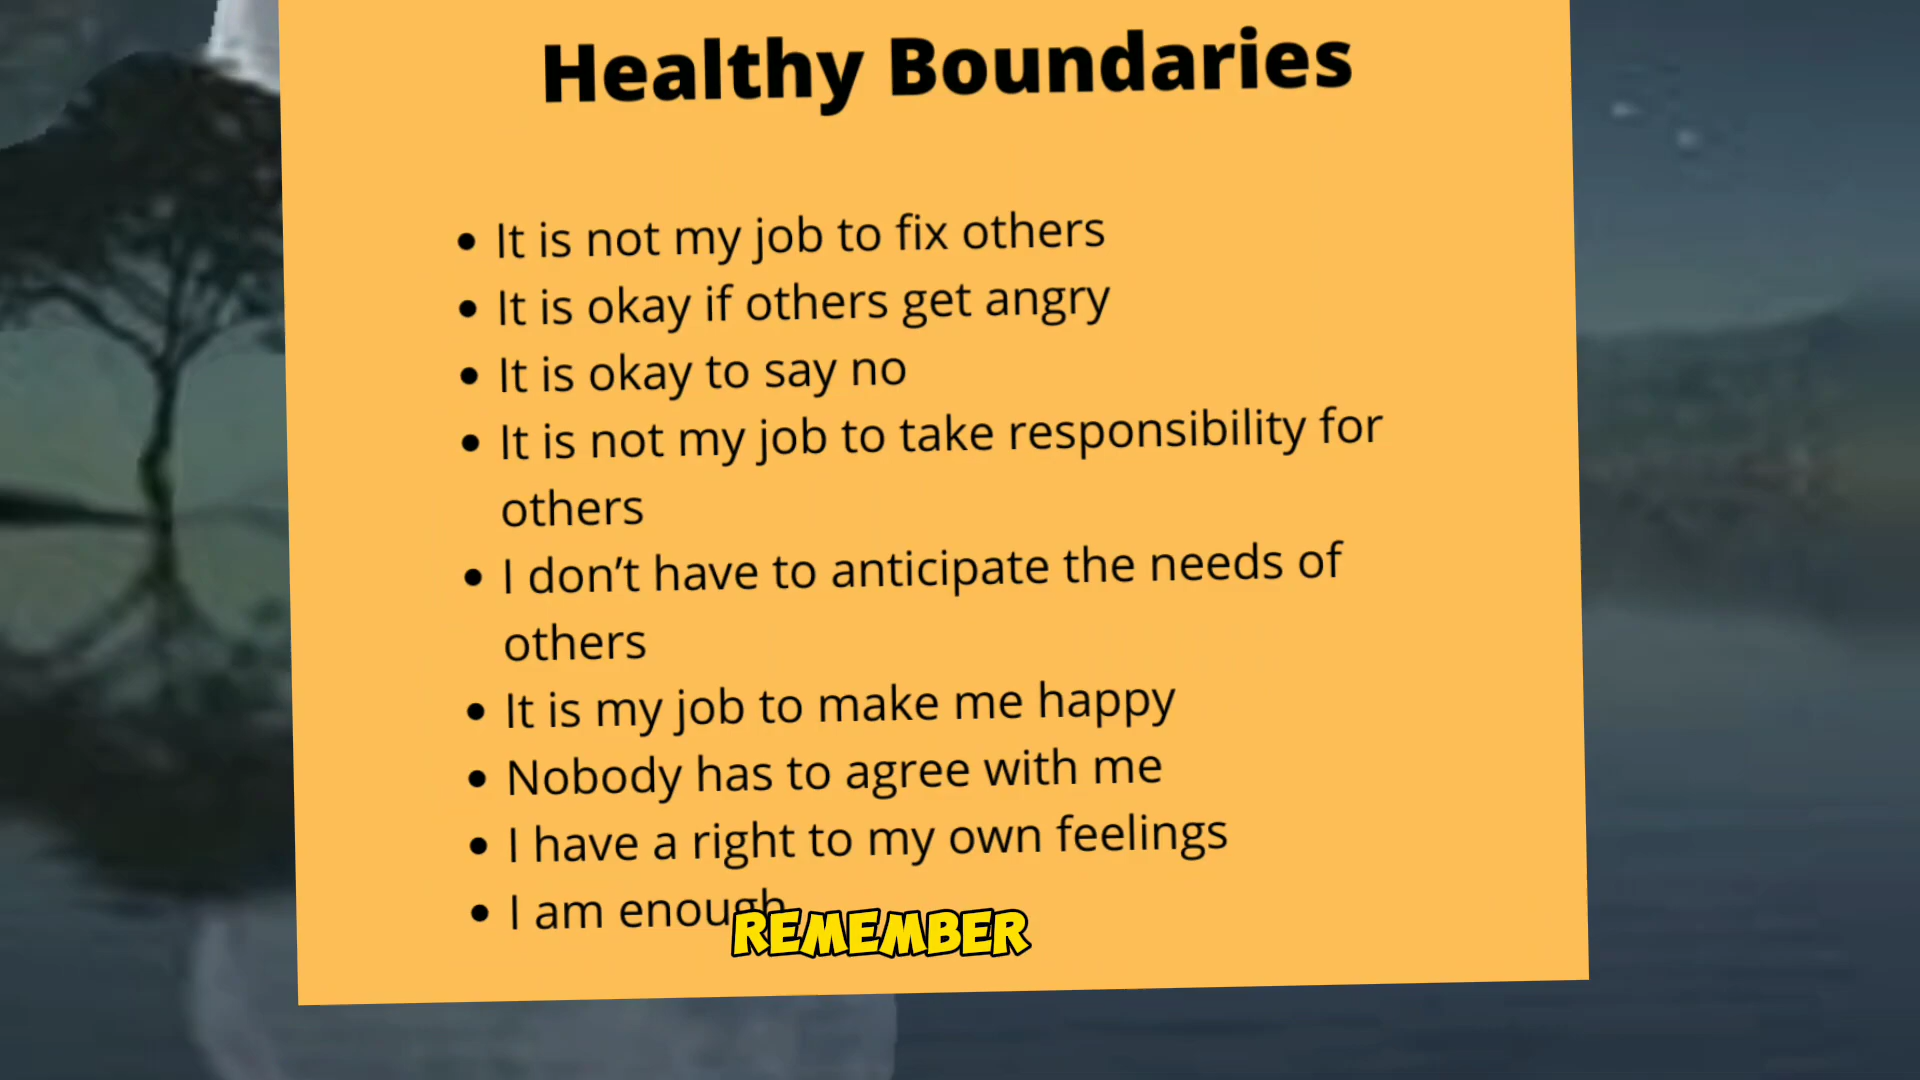 Healthy Boundaries
• It is not my job to fix others
• It is okay if others get angry
• It is okay to say no
• It is not my job to take responsibility for
others
• I don’t have to anticipate the needs of
others
• It is my job to make me happy
• Nobody has to agree with me
• I have a right to my own feelings
• I am enough
REMEMBER